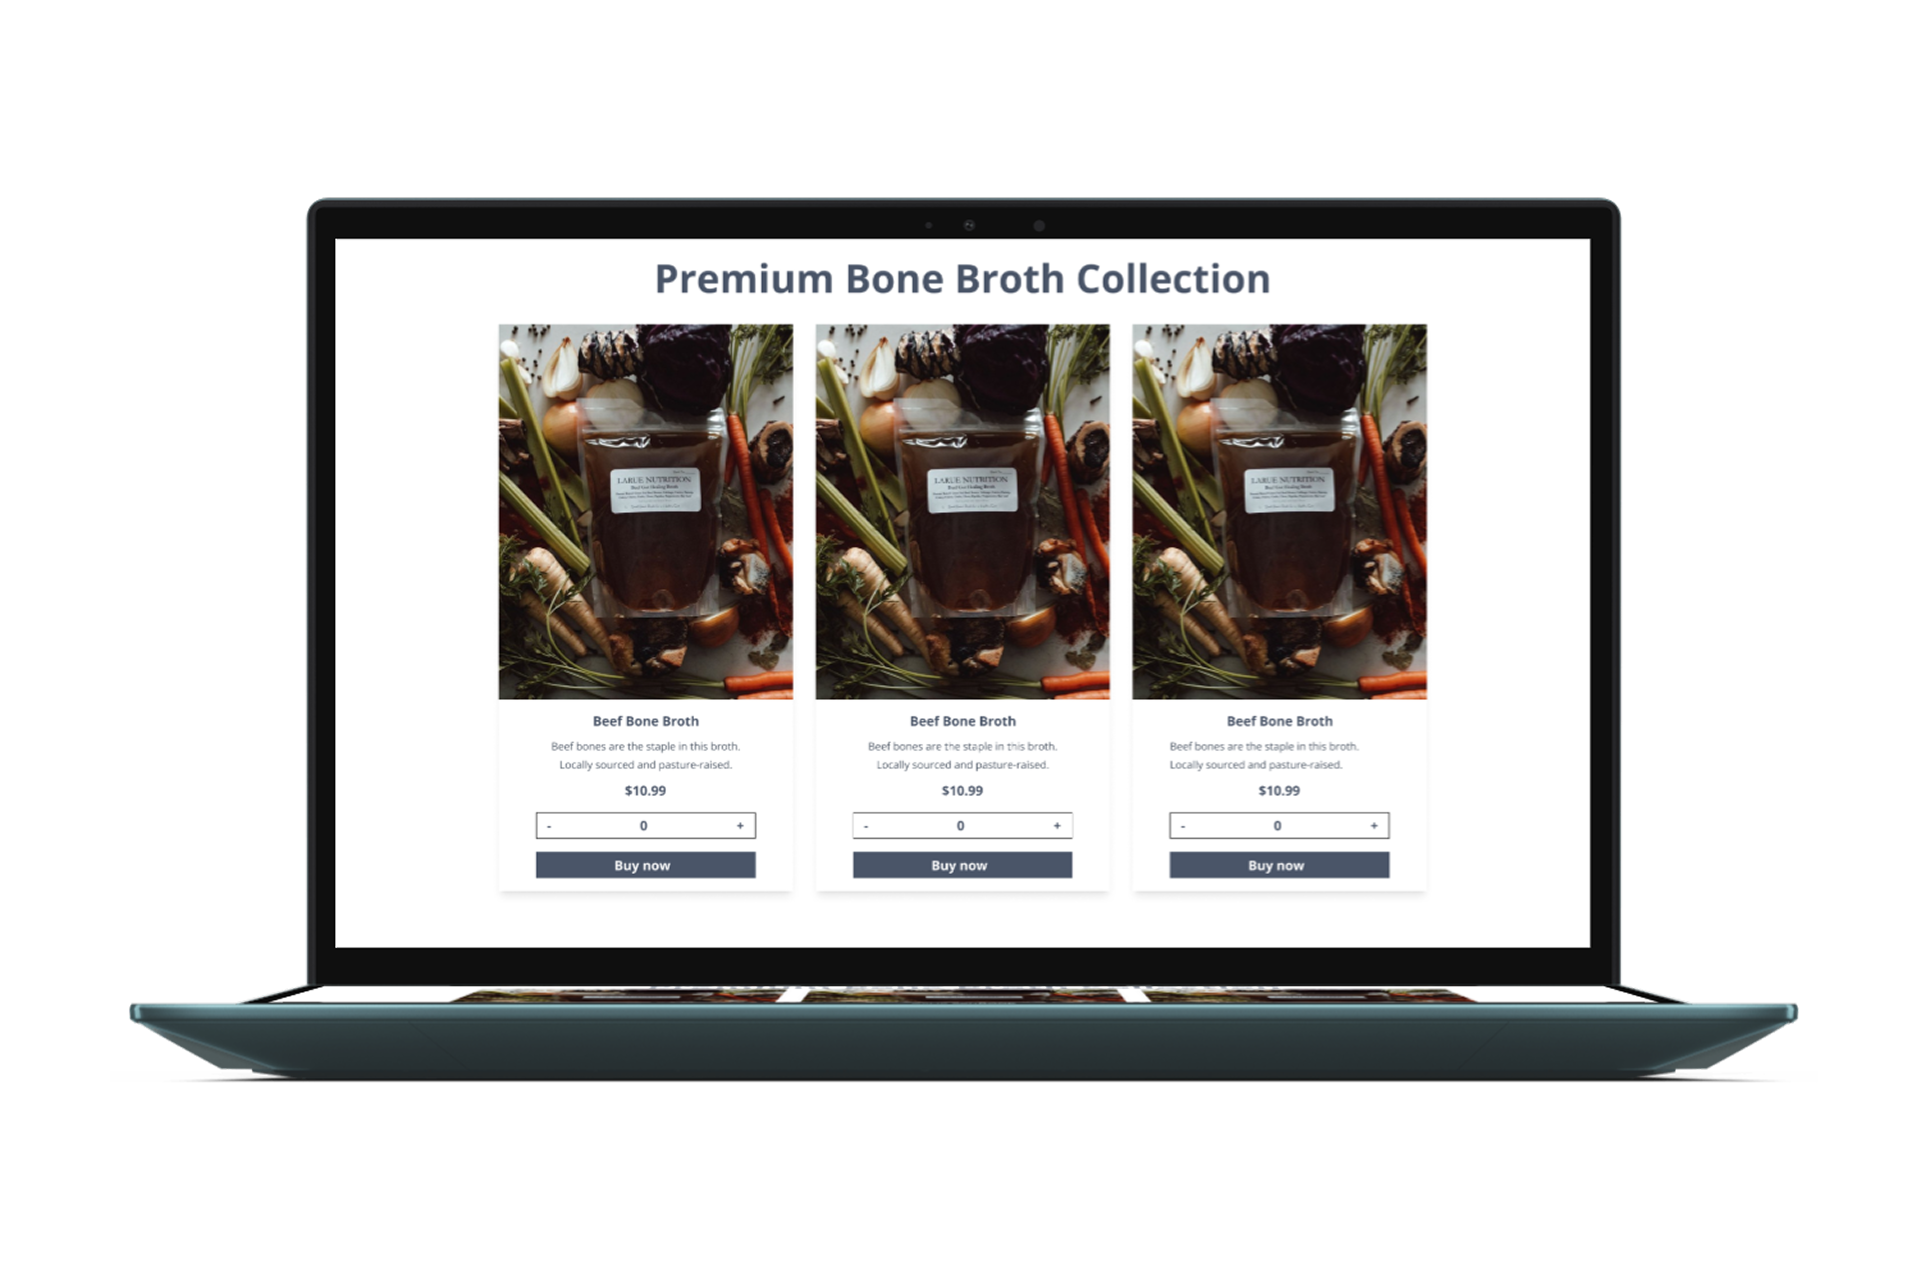 Premium Bone Broth Collection
LARUE NUTRITION
LARUE NUTRITION
LARUE NUTRITION
Beef Bone Broth
Beef bones are the staple in this broth.
Locally sourced and pasture-raised.
$10.99
- 0 +
Buy now
Beef Bone Broth
Beef bones are the staple in this broth.
Locally sourced and pasture-raised.
$10.99
- 0 +
Buy now
Beef Bone Broth
Beef bones are the staple in this broth.
Locally sourced and pasture-raised.
$10.99
- 0 +
Buy now